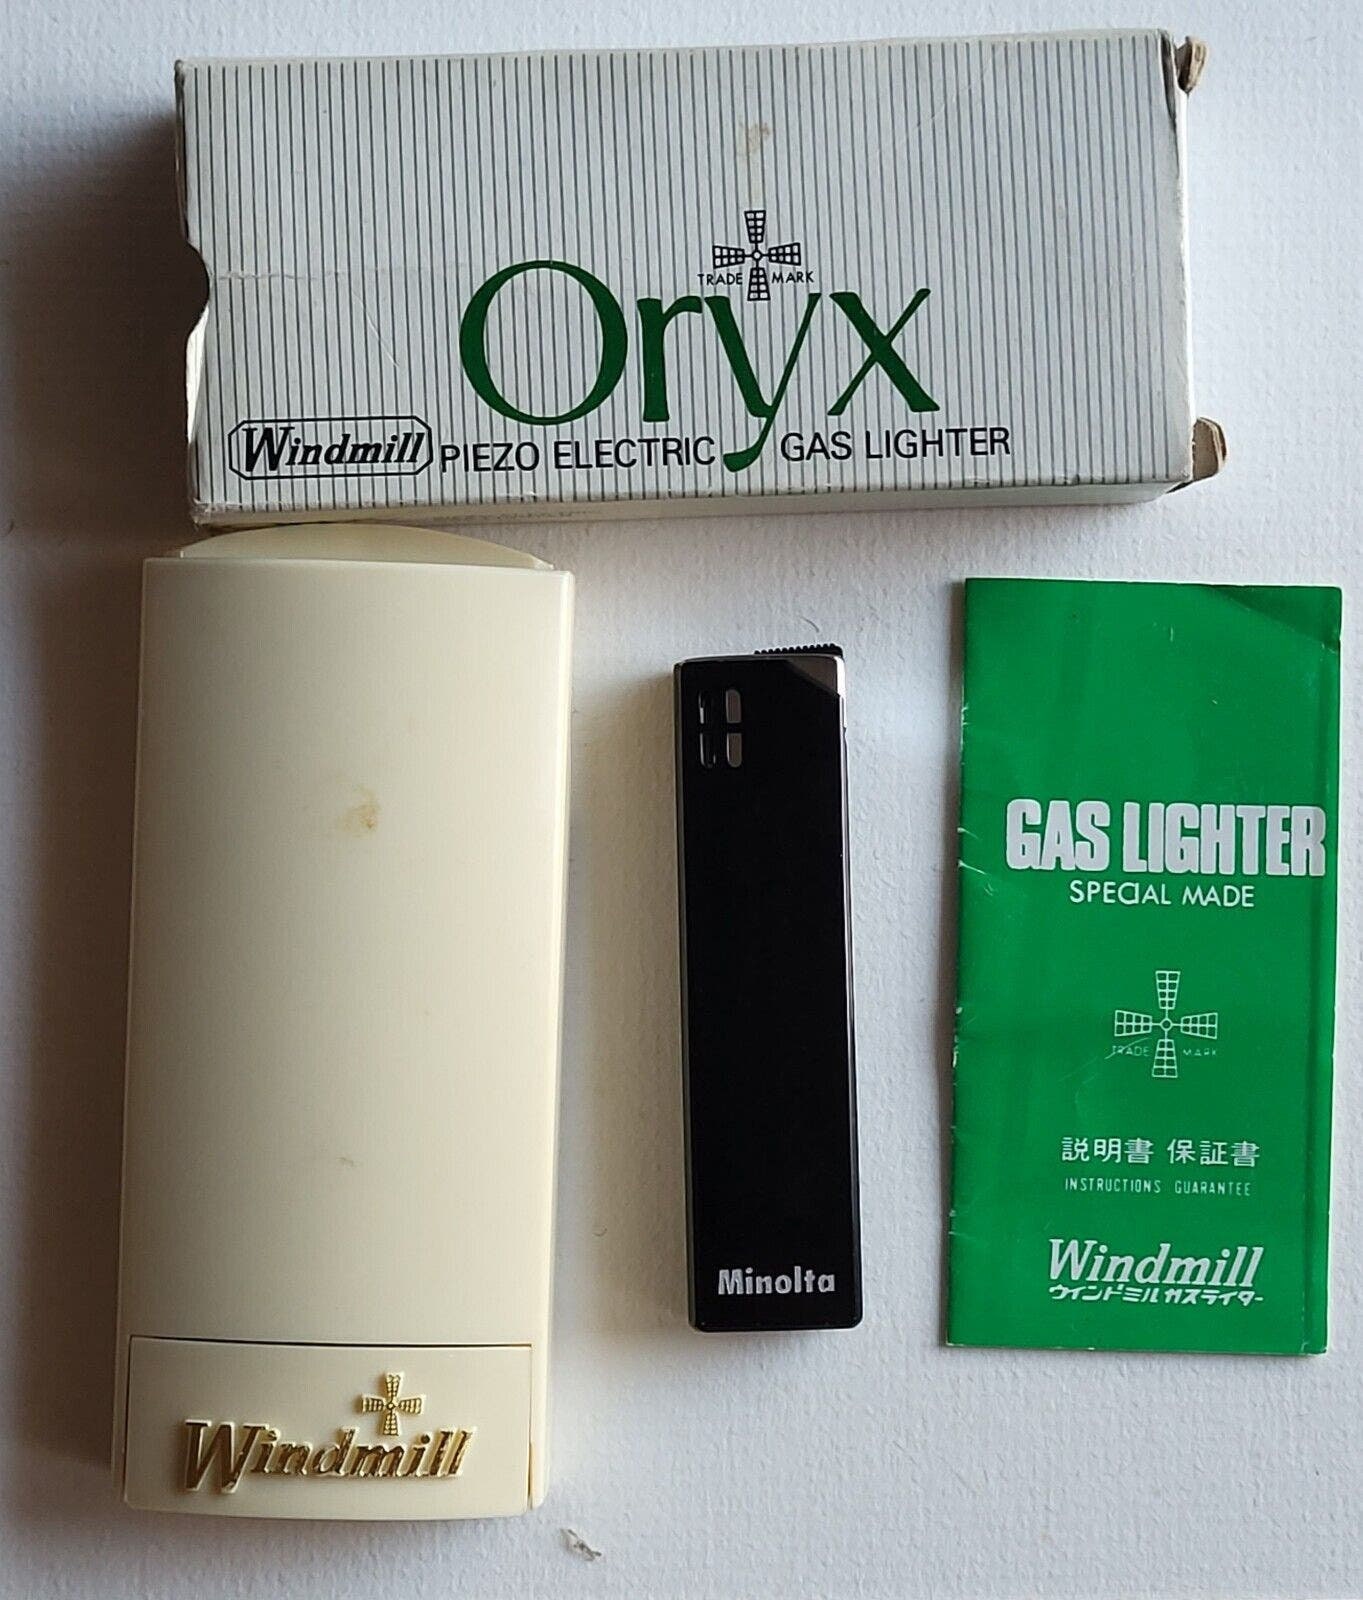 TRADE MARK
Oryx
Windmill PIEZO ELECTRIC GAS LIGHTER
GAS LIGHTER
SPECIAL MADE
TRADE MARK
説明書 保証書
INSTRUCTIONS GUARANTEE
Windmill
ウインドミルガスライター
Minolta
Windmill